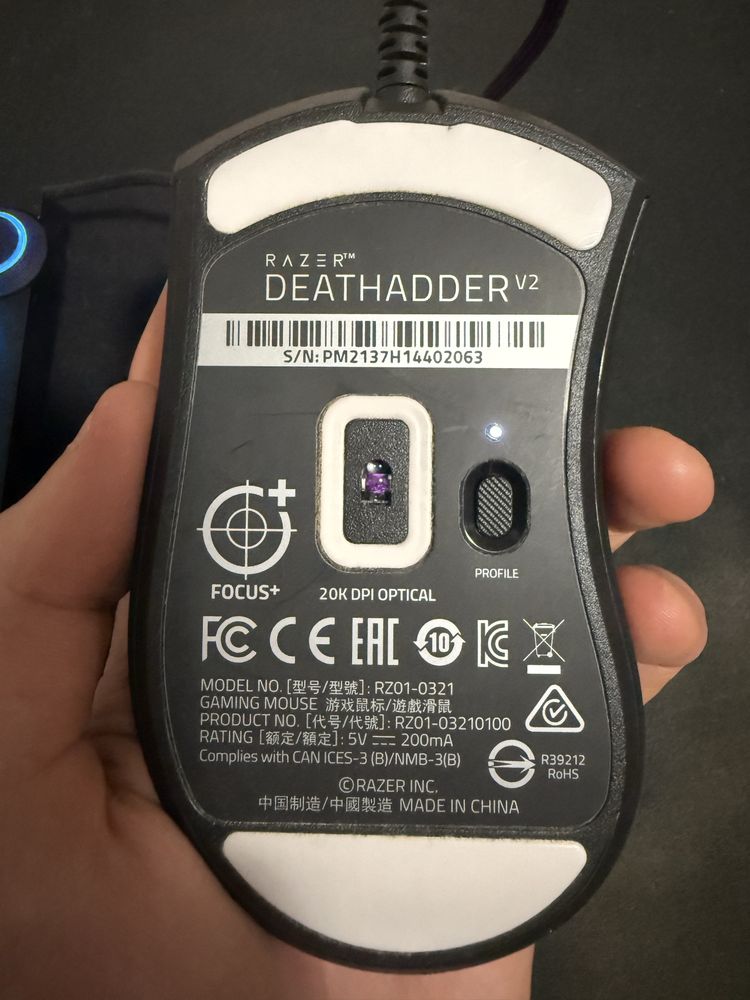 RAZER™
DEATHADDER V2
S/N: PM2137H14402063
FOCUS+
20K DPI OPTICAL
PROFILE
FC CE EAC 10 KC
MODEL NO. [型号/型號]: RZ01-0321
GAMING MOUSE 游戏鼠标/遊戲滑鼠
PRODUCT NO. [代号/代號]: RZ01-03210100
RATING [额定/額定]: 5V ⎓ 200mA
Complies with CAN ICES-3 (B)/NMB-3(B)
R39212
RoHS
©RAZER INC.
中国制造/中國製造 MADE IN CHINA